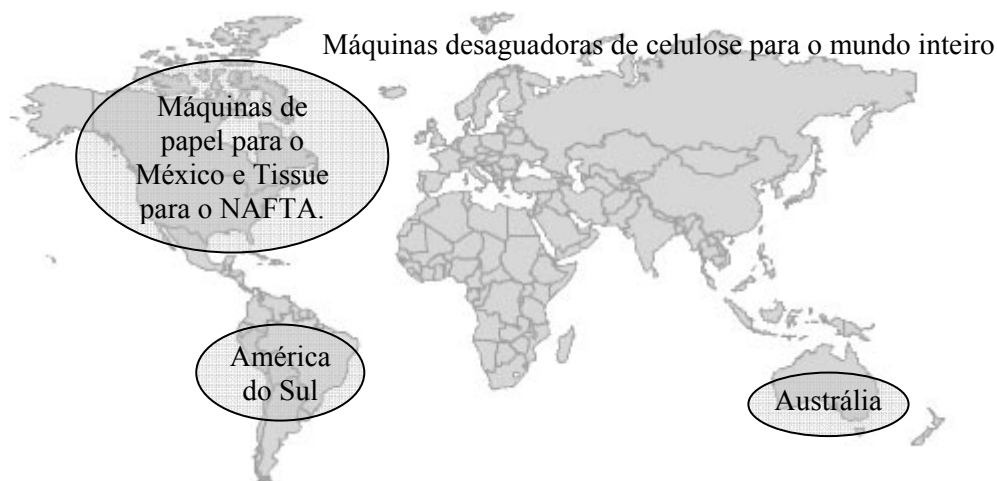 Máquinas desaguadoras de celulose para o mundo inteiro
Máquinas de
papel para o
México e Tissue
para o NAFTA.
América
do Sul
Austrália